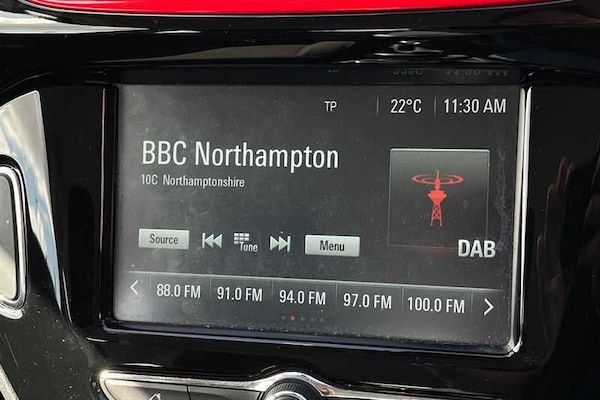 TP 22°C 11:30 AM
BBC Northampton
10C Northamptonshire
DAB
Source Tune Menu
88.0 FM 91.0 FM 94.0 FM 97.0 FM 100.0 FM